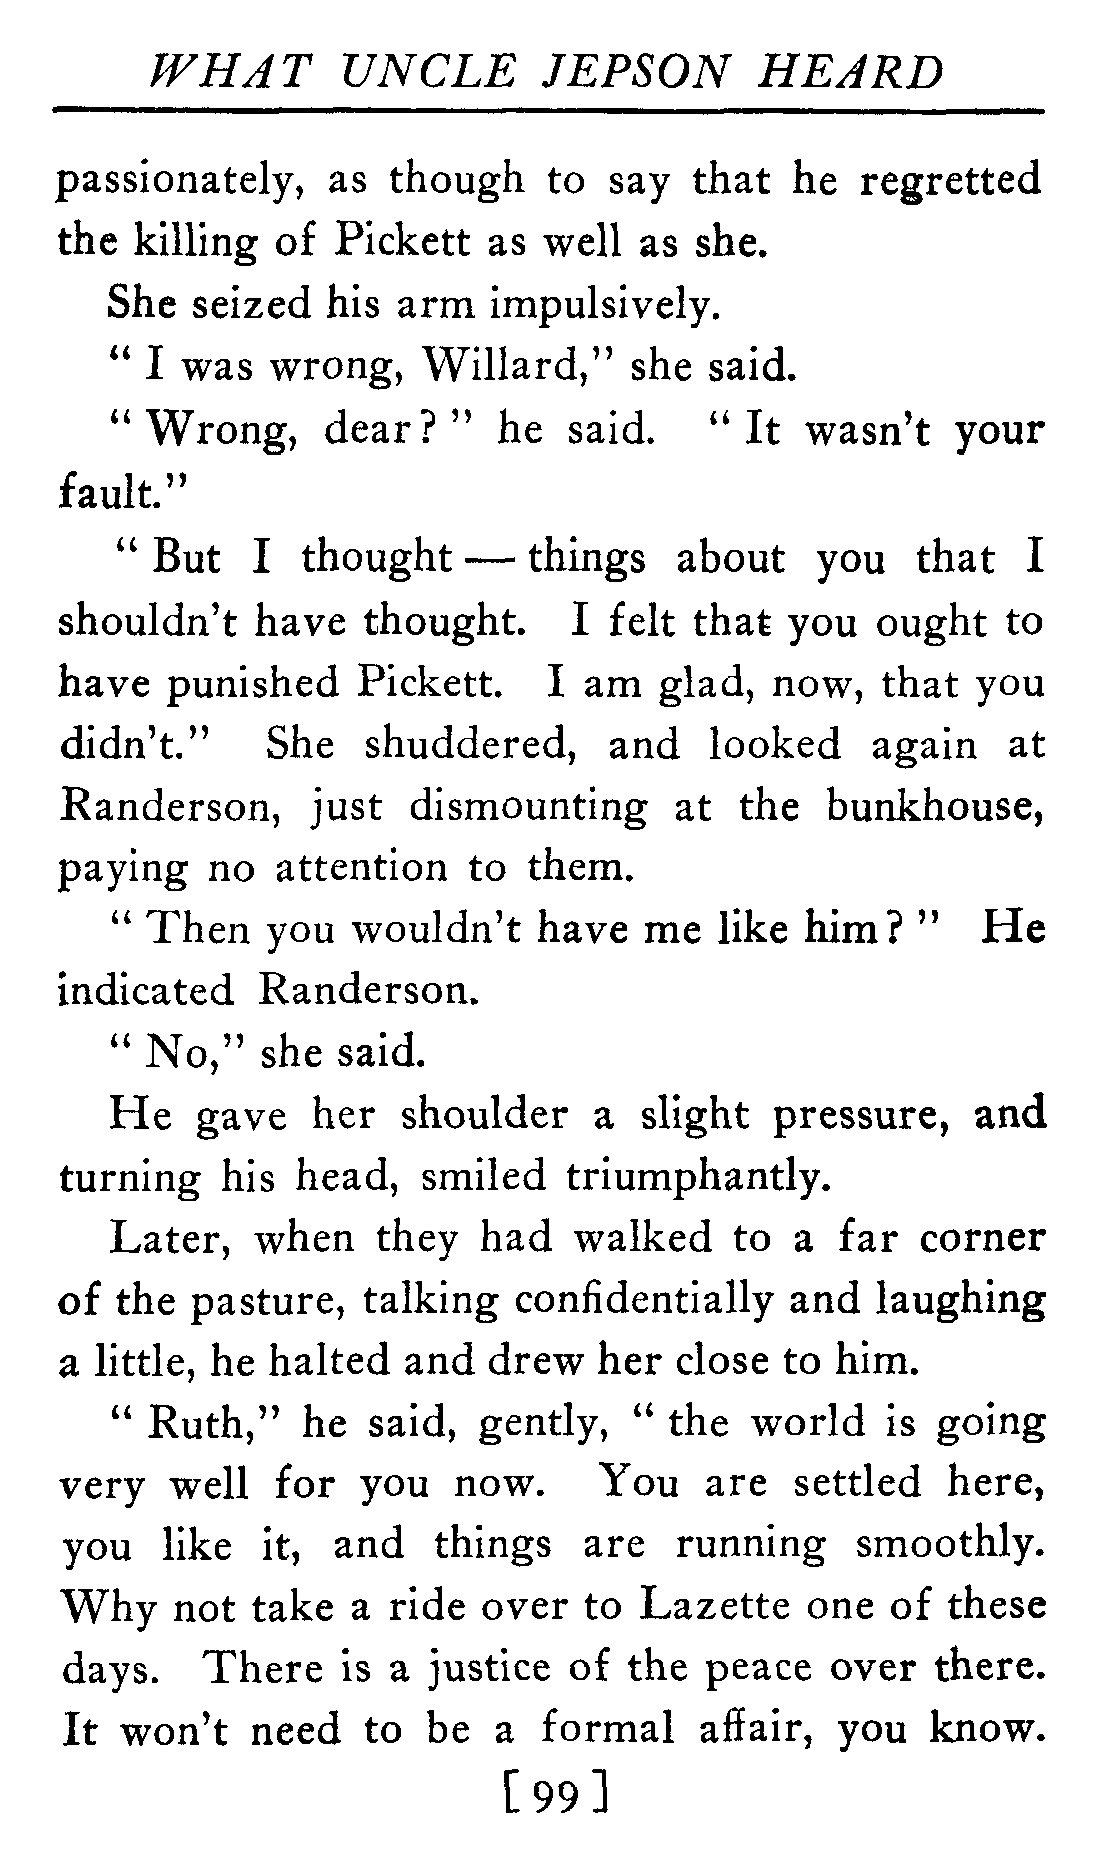 WHAT UNCLE JEPSON HEARD
passionately, as though to say that he regretted
the killing of Pickett as well as she.
She seized his arm impulsively.
“ I was wrong, Willard,” she said.
“ Wrong, dear? ” he said. “ It wasn't your
fault.”
“ But I thought — things about you that I
shouldn't have thought. I felt that you ought to
have punished Pickett. I am glad, now, that you
didn't.” She shuddered, and looked again at
Randerson, just dismounting at the bunkhouse,
paying no attention to them.
“ Then you wouldn't have me like him? ” He
indicated Randerson.
“ No,” she said.
He gave her shoulder a slight pressure, and
turning his head, smiled triumphantly.
Later, when they had walked to a far corner
of the pasture, talking confidentially and laughing
a little, he halted and drew her close to him.
“ Ruth,” he said, gently, “ the world is going
very well for you now. You are settled here,
you like it, and things are running smoothly.
Why not take a ride over to Lazette one of these
days. There is a justice of the peace over there.
It won't need to be a formal affair, you know.
[ 99 ]